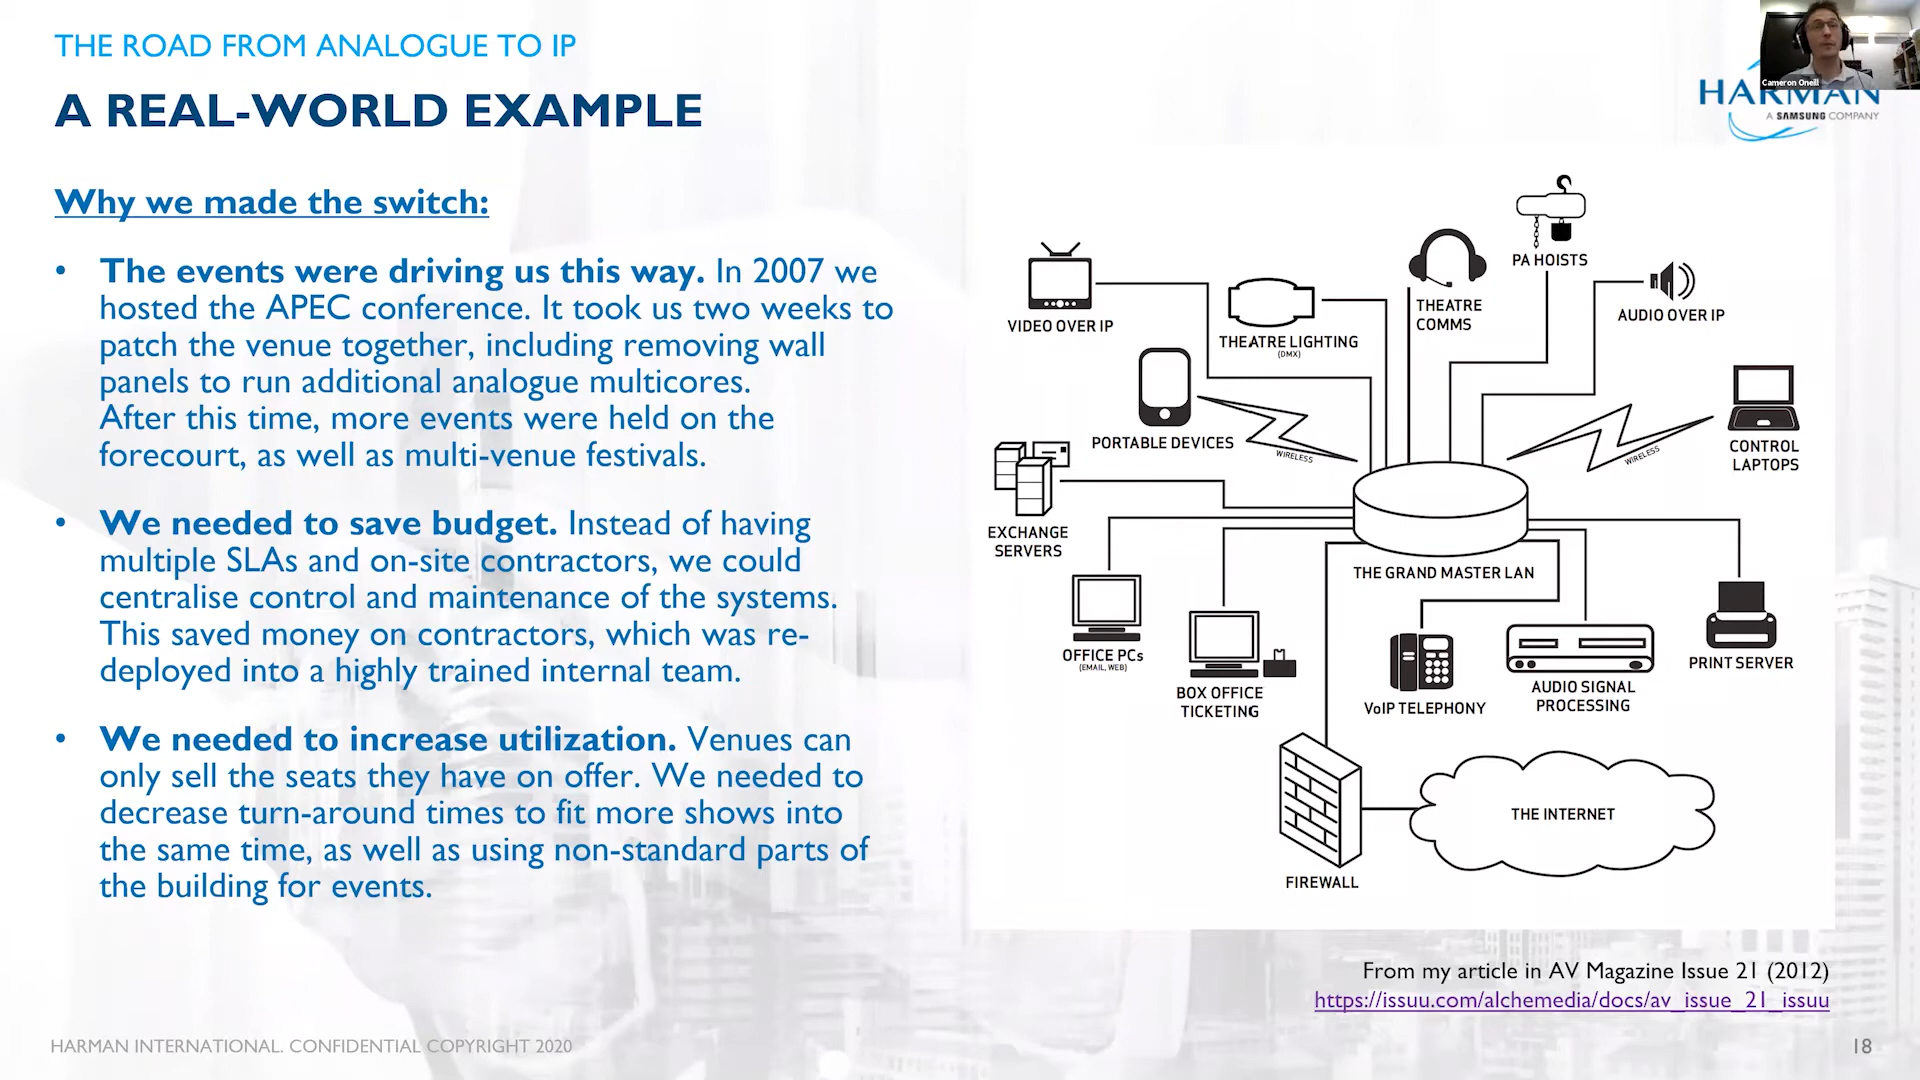 THE ROAD FROM ANALOGUE TO IP
A REAL-WORLD EXAMPLE
Cameron Oneill
HARMAN
A SAMSUNG COMPANY
Why we made the switch:
• The events were driving us this way. In 2007 we
hosted the APEC conference. It took us two weeks to
patch the venue together, including removing wall
panels to run additional analogue multicores.
After this time, more events were held on the
forecourt, as well as multi-venue festivals.
• We needed to save budget. Instead of having
multiple SLAs and on-site contractors, we could
centralise control and maintenance of the systems.
This saved money on contractors, which was re-
deployed into a highly trained internal team.
• We needed to increase utilization. Venues can
only sell the seats they have on offer. We needed to
decrease turn-around times to fit more shows into
the same time, as well as using non-standard parts of
the building for events.
VIDEO OVER IP
THEATRE LIGHTING
(DMX)
THEATRE
COMMS
PA HOISTS
AUDIO OVER IP
PORTABLE DEVICES
WIRELESS
WIRELESS
CONTROL
LAPTOPS
EXCHANGE
SERVERS
THE GRAND MASTER LAN
OFFICE PCs
(EMAIL, WEB)
BOX OFFICE
TICKETING
VoIP TELEPHONY
AUDIO SIGNAL
PROCESSING
PRINT SERVER
FIREWALL
THE INTERNET
From my article in AV Magazine Issue 21 (2012)
https://issuu.com/alchemedia/docs/av_issue_21_issuu
HARMAN INTERNATIONAL. CONFIDENTIAL COPYRIGHT 2020
18